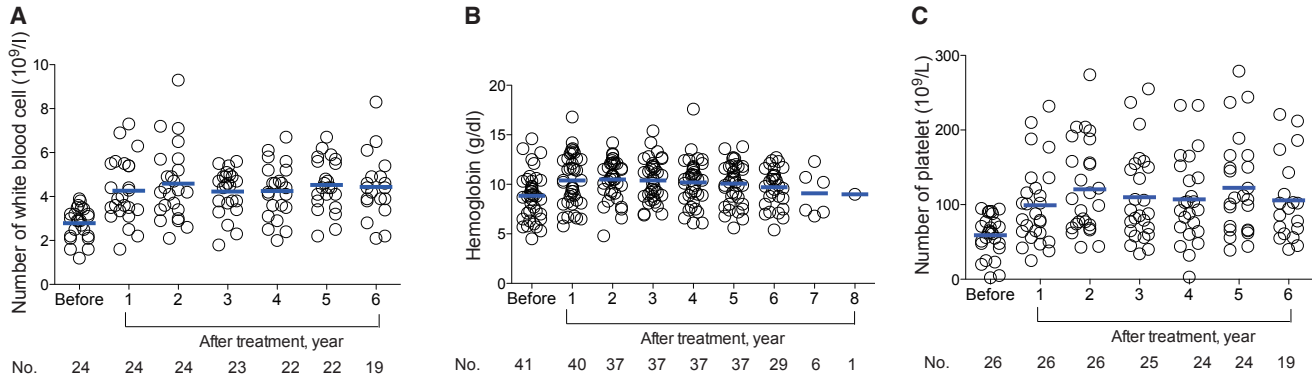 A
Number of white blood cell (10⁹/l)
10
8
6
4
2
0
Before 1 2 3 4 5 6
After treatment, year
No. 24 24 24 23 22 22 19
B
Hemoglobin (g/dl)
20
15
10
5
0
Before 1 2 3 4 5 6 7 8
After treatment, year
No. 41 40 37 37 37 37 29 6 1
C
Number of platelet (10⁹/L)
300
200
100
0
Before 1 2 3 4 5 6
After treatment, year
No. 26 26 26 25 24 24 19